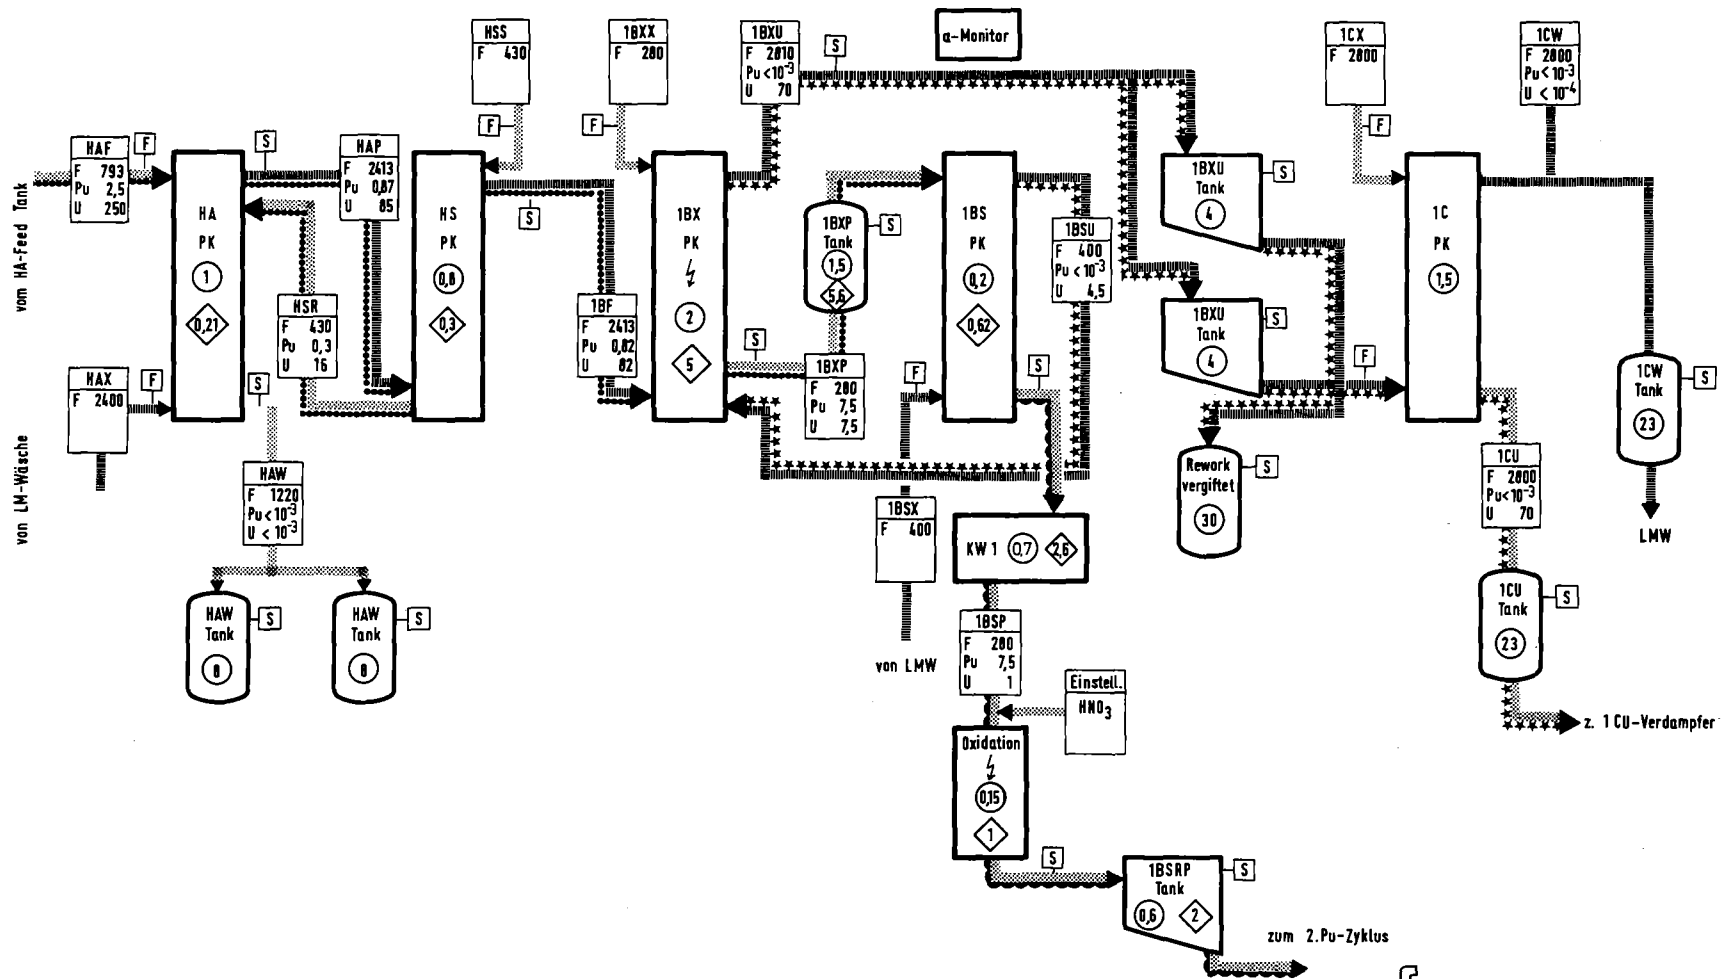 HSS
F 430
1BXX
F 280
1BXU
F 2810
Pu < 10⁻³
U 70
S
α-Monitor
1CX
F 2800
1CW
F 2800
Pu < 10⁻³
U < 10⁻⁴
vom HA-Feed Tank
HAF
F 793
Pu 2,5
U 250
F
HA
PK
1
0,21
S
HAP
F 2413
Pu 0,87
U 85
F
HS
PK
0,8
0,3
S
F
1BX
PK
2
5
1BXP
Tank
1,5
5,6
S
1BS
PK
0,2
0,62
1BSU
F 400
Pu < 10⁻³
U 4,5
1BXU
Tank
4
S
F
1C
PK
1,5
HSR
F 430
Pu 0,3
U 16
1BF
F 2413
Pu 0,82
U 82
1BXU
Tank
4
S
F
von LM-Wäsche
HAX
F 2400
F
S
S
1BXP
F 280
Pu 7,5
U 7,5
F
S
1CW
Tank
23
S
LMW
HAW
F 1220
Pu < 10⁻³
U < 10⁻³
Rework
vergiftet
30
S
1CU
F 2800
Pu < 10⁻³
U 70
1BSX
F 400
von LMW
KW 1
0,7
2,6
HAW
Tank
8
S
HAW
Tank
8
S
1CU
Tank
23
S
z. 1 CU-Verdampfer
1BSP
F 280
Pu 7,5
U 1
Einstell.
HNO₃
Oxidation
0,15
1
S
1BSRP
Tank
0,6
2
S
zum 2.Pu-Zyklus